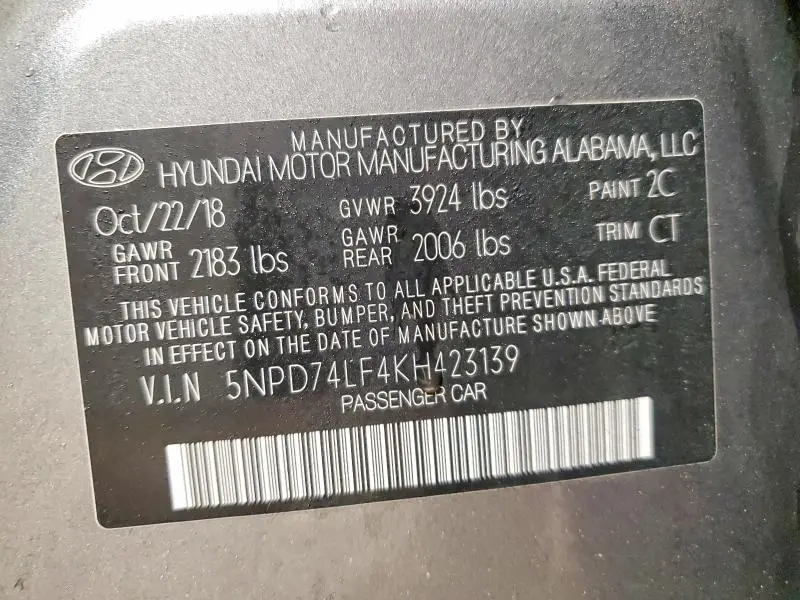 MANUFACTURED BY
HYUNDAI MOTOR MANUFACTURING ALABAMA, LLC
Oct/22/18 GVWR 3924 lbs PAINT 2C
GAWR FRONT 2183 lbs GAWR REAR 2006 lbs TRIM CT
THIS VEHICLE CONFORMS TO ALL APPLICABLE U.S.A. FEDERAL
MOTOR VEHICLE SAFETY, BUMPER, AND THEFT PREVENTION STANDARDS
IN EFFECT ON THE DATE OF MANUFACTURE SHOWN ABOVE
V.I.N 5NPD74LF4KH423139
PASSENGER CAR